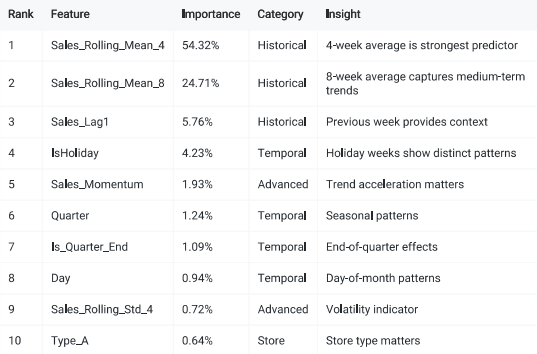 Rank Feature Importance Category Insight
1 Sales_Rolling_Mean_4 54.32% Historical 4-week average is strongest predictor
2 Sales_Rolling_Mean_8 24.71% Historical 8-week average captures medium-term
trends
3 Sales_Lag1 5.76% Historical Previous week provides context
4 IsHoliday 4.23% Temporal Holiday weeks show distinct patterns
5 Sales_Momentum 1.93% Advanced Trend acceleration matters
6 Quarter 1.24% Temporal Seasonal patterns
7 Is_Quarter_End 1.09% Temporal End-of-quarter effects
8 Day 0.94% Temporal Day-of-month patterns
9 Sales_Rolling_Std_4 0.72% Advanced Volatility indicator
10 Type_A 0.64% Store Store type matters